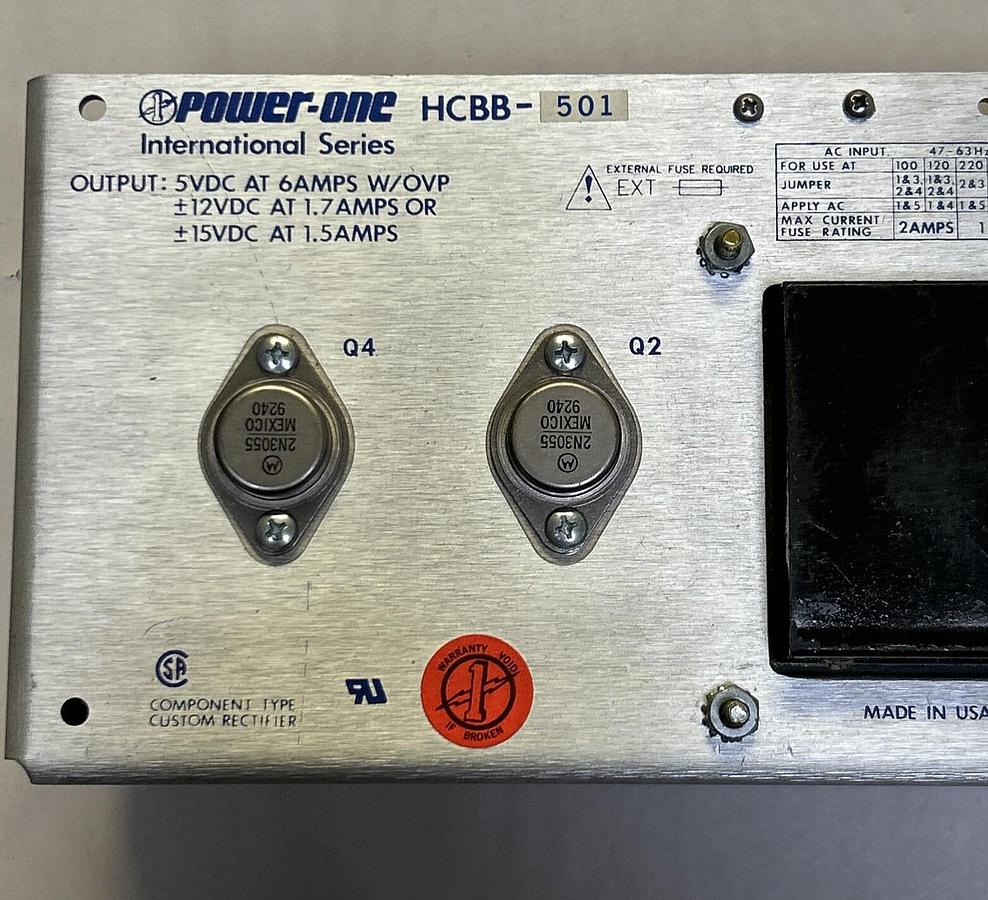 POWER-ONE HCBB- 501
International Series
OUTPUT: 5VDC AT 6AMPS W/OVP
±12VDC AT 1.7AMPS OR
±15VDC AT 1.5AMPS
EXTERNAL FUSE REQUIRED
EXT
AC INPUT 47-63Hz
FOR USE AT 100 120 220
JUMPER 1&3, 2&4 1&3, 2&4 2&3
APPLY AC 1&5 1&4 1&5
MAX CURRENT/ FUSE RATING 2AMPS 1
Q4
Q2
2N3055
MEXICO
9240
2N3055
MEXICO
9240
SA
COMPONENT TYPE
CUSTOM RECTIFIER
WARRANTY VOID
1
IF BROKEN
MADE IN USA